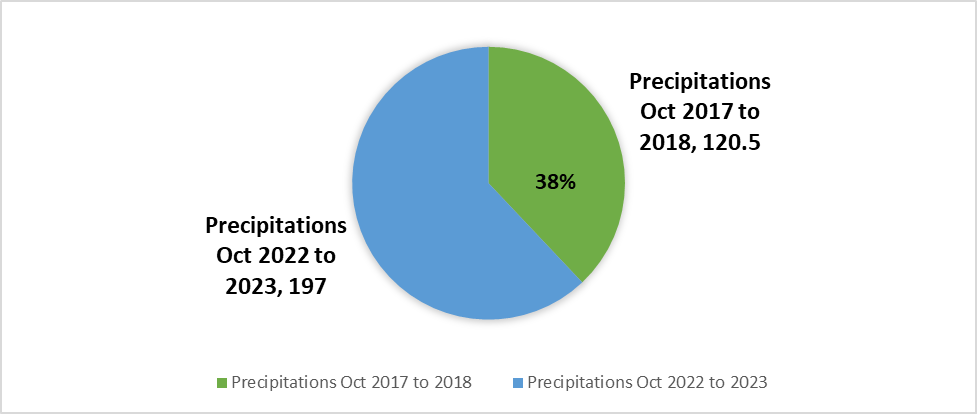 Precipitations
Oct 2017 to
2018, 120.5
38%
Precipitations
Oct 2022 to
2023, 197
Precipitations Oct 2017 to 2018
Precipitations Oct 2022 to 2023